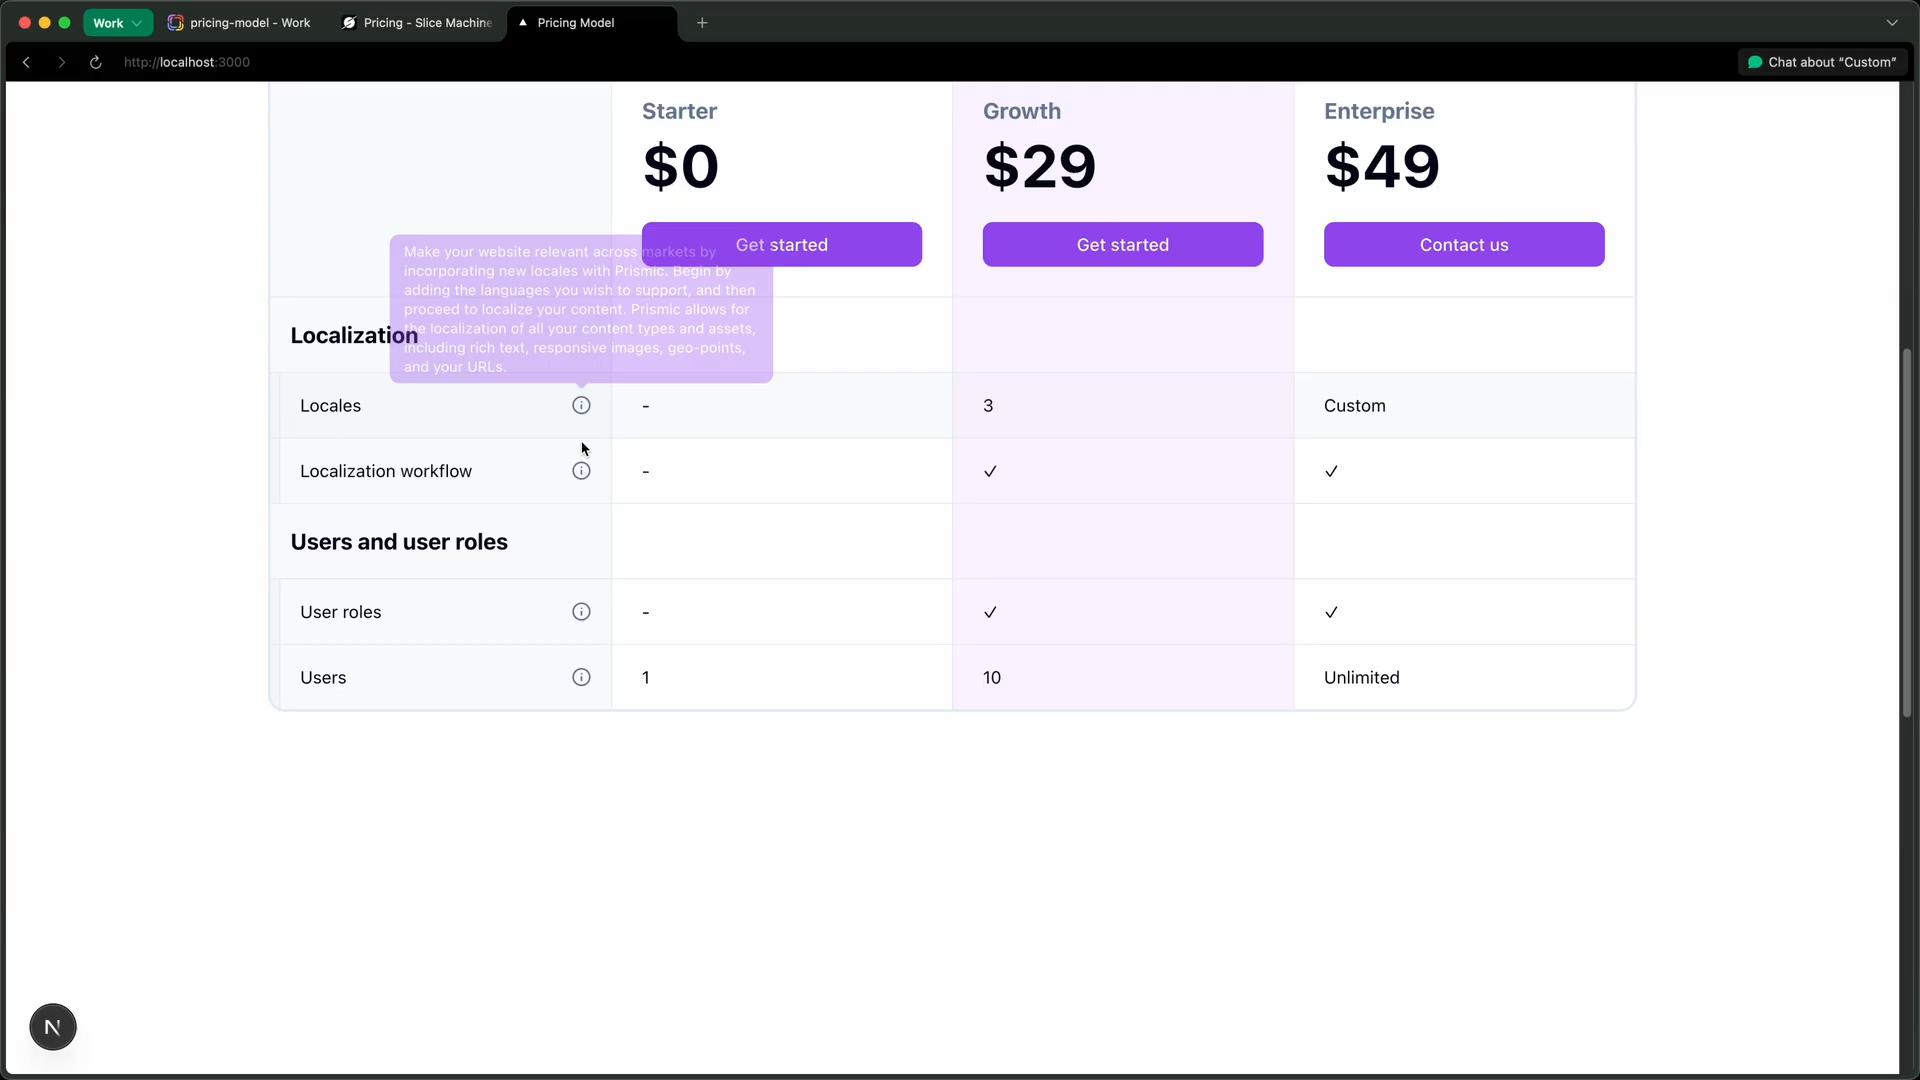 Work
pricing-model - Work
Pricing - Slice Machine
Pricing Model
http://localhost:3000
Chat about “Custom”
Starter
Growth
Enterprise
$0
$29
$49
Get started
Get started
Contact us
Make your website relevant across markets by
incorporating new locales with Prismic. Begin by
adding the languages you wish to support, and then
proceed to localize your content. Prismic allows for
the localization of all your content types and assets,
including rich text, responsive images, geo-points,
and your URLs.
Localization
Locales
-
3
Custom
Localization workflow
-
✓
✓
Users and user roles
User roles
-
✓
✓
Users
1
10
Unlimited
N